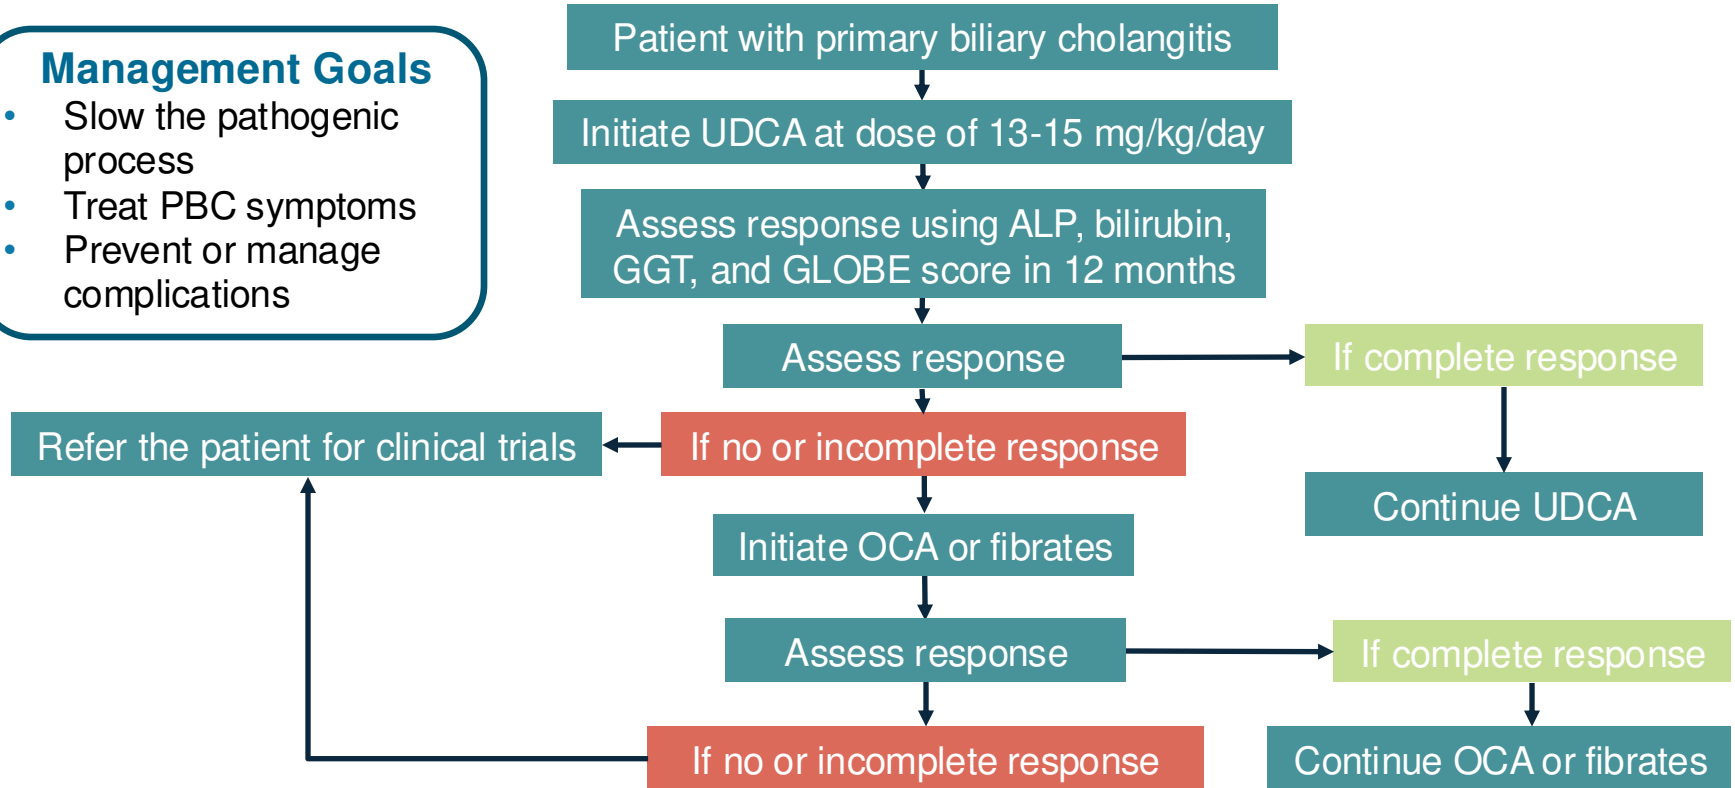 Management Goals
• Slow the pathogenic
process
• Treat PBC symptoms
• Prevent or manage
complications
Patient with primary biliary cholangitis
Initiate UDCA at dose of 13-15 mg/kg/day
Assess response using ALP, bilirubin,
GGT, and GLOBE score in 12 months
Assess response
If complete response
Refer the patient for clinical trials
If no or incomplete response
Continue UDCA
Initiate OCA or fibrates
Assess response
If complete response
If no or incomplete response
Continue OCA or fibrates